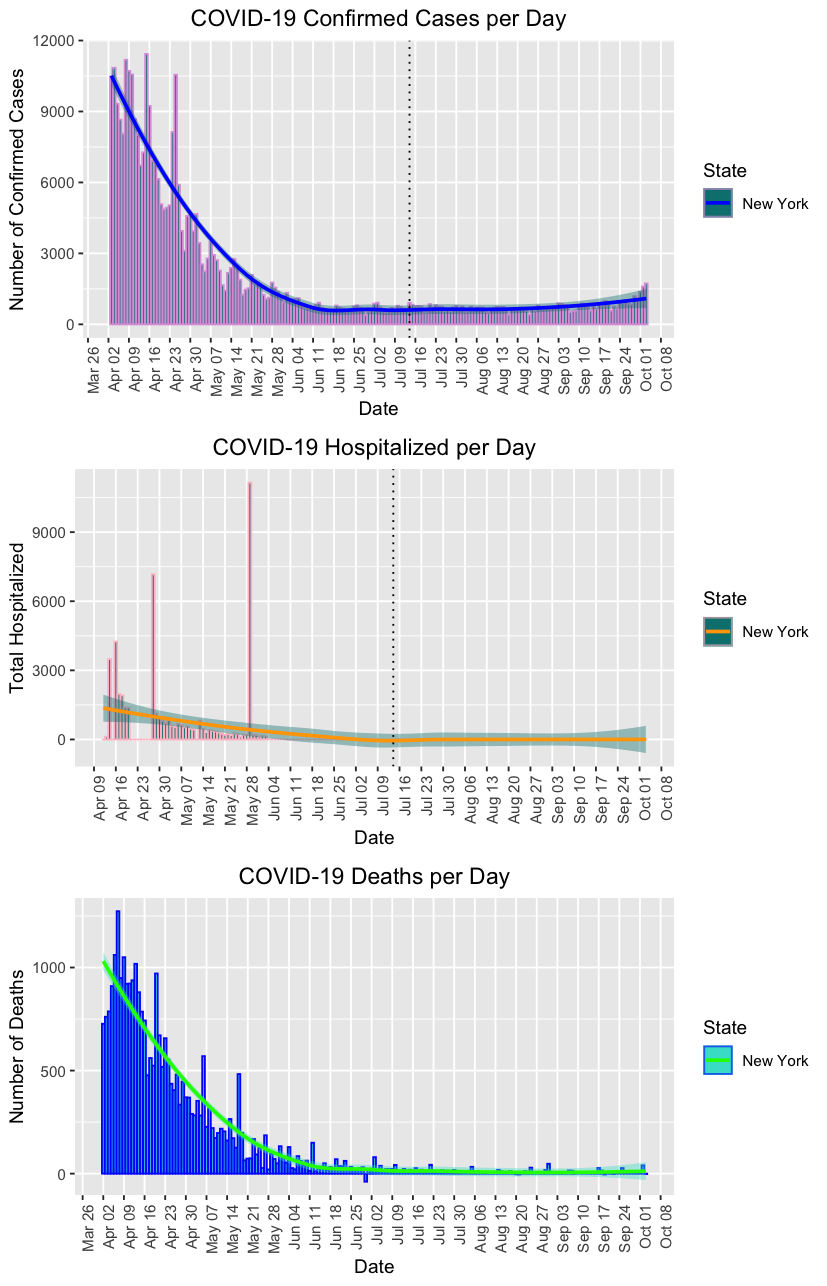 COVID-19 Confirmed Cases per Day
Number of Confirmed Cases
12000
9000
6000
3000
0
Mar 26
Apr 02
Apr 09
Apr 16
Apr 23
Apr 30
May 07
May 14
May 21
May 28
Jun 04
Jun 11
Jun 18
Jun 25
Jul 02
Jul 09
Jul 16
Jul 23
Jul 30
Aug 06
Aug 13
Aug 20
Aug 27
Sep 03
Sep 10
Sep 17
Sep 24
Oct 01
Oct 08
Date
State
New York
COVID-19 Hospitalized per Day
Total Hospitalized
9000
6000
3000
0
Apr 09
Apr 16
Apr 23
Apr 30
May 07
May 14
May 21
May 28
Jun 04
Jun 11
Jun 18
Jun 25
Jul 02
Jul 09
Jul 16
Jul 23
Jul 30
Aug 06
Aug 13
Aug 20
Aug 27
Sep 03
Sep 10
Sep 17
Sep 24
Oct 01
Oct 08
Date
State
New York
COVID-19 Deaths per Day
Number of Deaths
1000
500
0
Mar 26
Apr 02
Apr 09
Apr 16
Apr 23
Apr 30
May 07
May 14
May 21
May 28
Jun 04
Jun 11
Jun 18
Jun 25
Jul 02
Jul 09
Jul 16
Jul 23
Jul 30
Aug 06
Aug 13
Aug 20
Aug 27
Sep 03
Sep 10
Sep 17
Sep 24
Oct 01
Oct 08
Date
State
New York